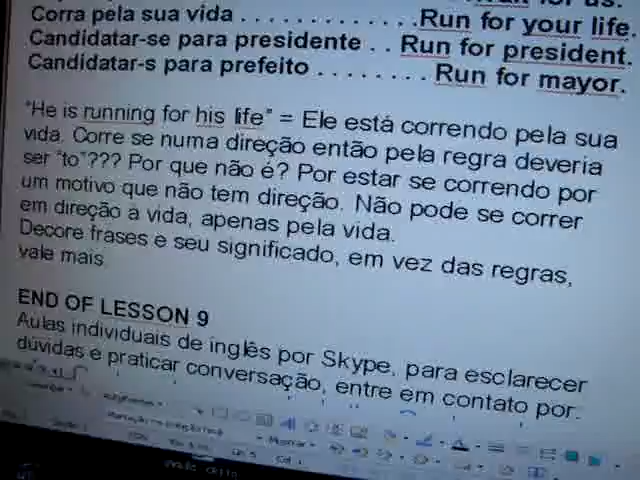 us.
Corra pela sua vida . . . . . . . . . . . . .Run for your life.
Candidatar-se para presidente . . Run for president.
Candidatar-s para prefeito . . . . . . . . Run for mayor.
"He is running for his life" = Ele está correndo pela sua
vida. Corre se numa direção então pela regra deveria
ser "to"??? Por que não é? Por estar se correndo por
um motivo que não tem direção. Não pode se correr
em direção à vida, apenas pela vida.
Decore frases e seu significado, em vez das regras,
vale mais.
END OF LESSON 9
Aulas individuais de inglês por Skype, para esclarecer
dúvidas e praticar conversação, entre em contato por: